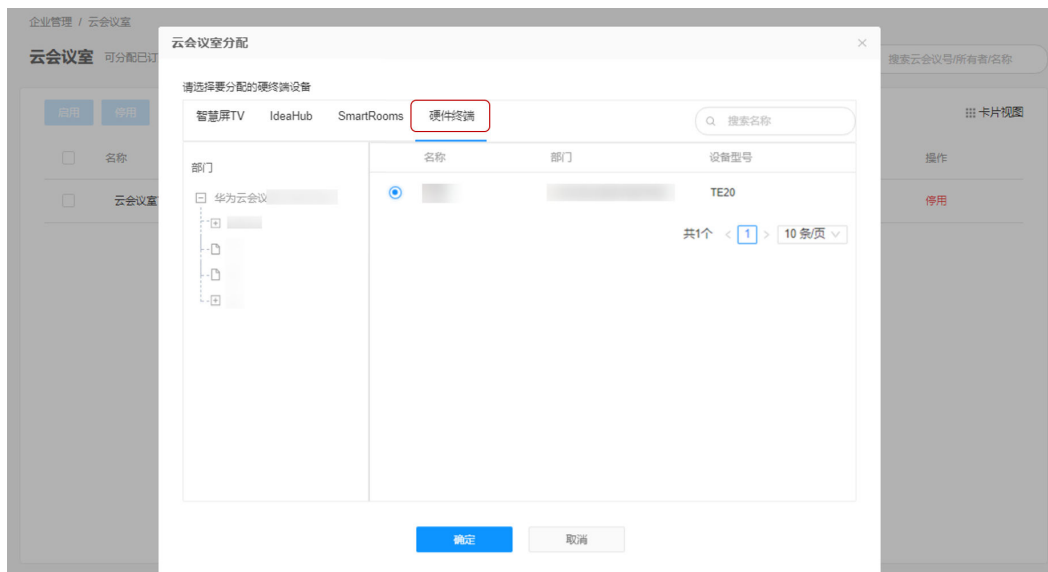 企业管理 / 云会议室
云会议室 可分配已订
搜索云会议号/所有者/名称
启用 停用
卡片视图
名称
操作
云会议室
停用
云会议室分配
请选择要分配的硬终端设备
智慧屏TV IdeaHub SmartRooms 硬件终端
搜索名称
部门
名称 部门 设备型号
华为云会议
TE20
共1个 < 1 > 10 条/页
确定 取消